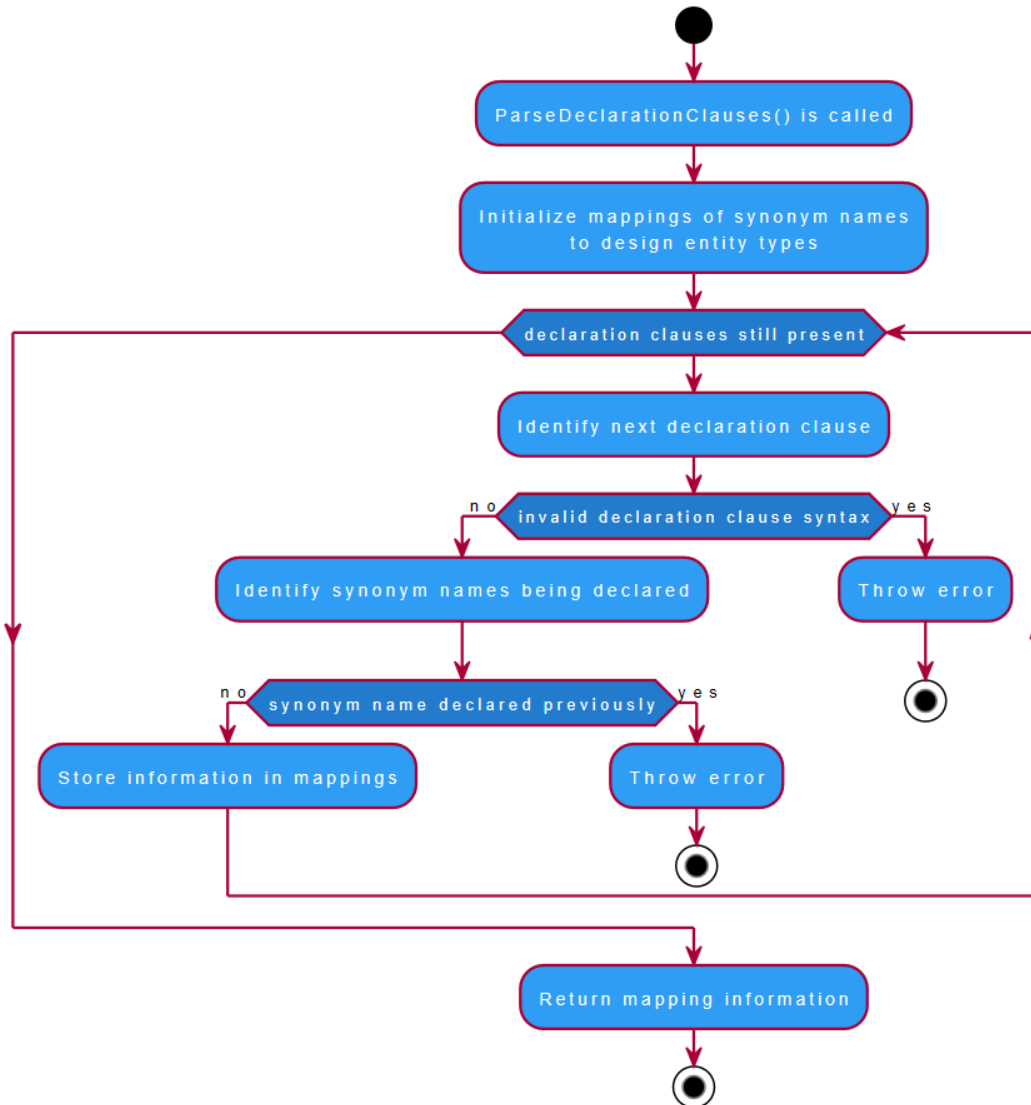 ParseDeclarationClauses() is called
Initialize mappings of synonym names
to design entity types
declaration clauses still present
Identify next declaration clause
no
invalid declaration clause syntax
yes
Identify synonym names being declared
Throw error
no
synonym name declared previously
yes
Store information in mappings
Throw error
Return mapping information